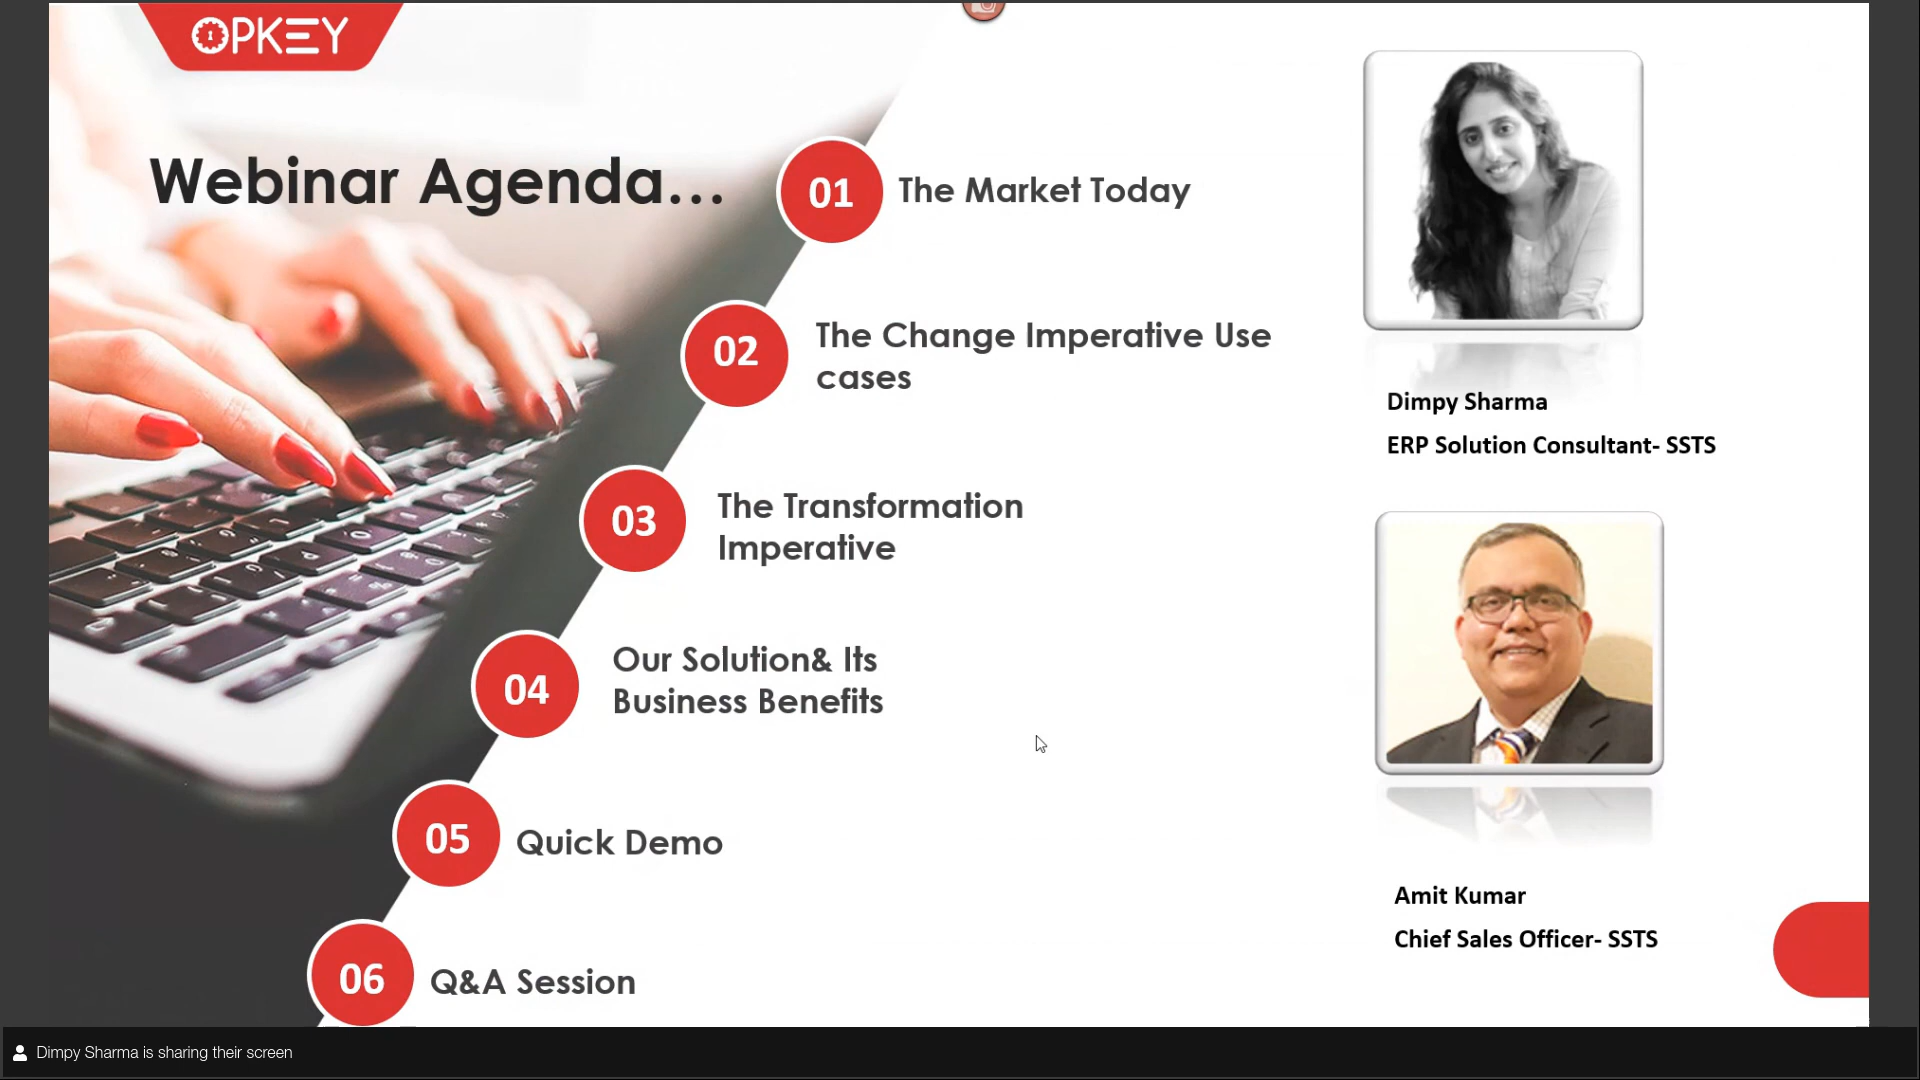 OPKEY
Webinar Agenda...
01
The Market Today
02
The Change Imperative Use
cases
03
The Transformation
Imperative
04
Our Solution& Its
Business Benefits
05
Quick Demo
06
Q&A Session
Dimpy Sharma
ERP Solution Consultant- SSTS
Amit Kumar
Chief Sales Officer- SSTS
Dimpy Sharma is sharing their screen